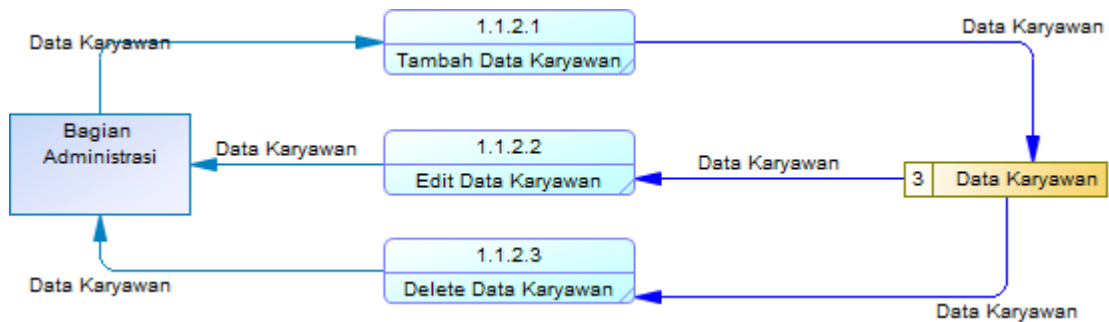 1.1.2.1
Data Karyawan
Data Karyawan
Tambah Data Karyawan
Bagian
Administrasi
Data Karyawan
1.1.2.2
Data Karyawan
Edit Data Karyawan
3 Data Karyawan
1.1.2.3
Data Karyawan
Delete Data Karyawan
Data Karyawan